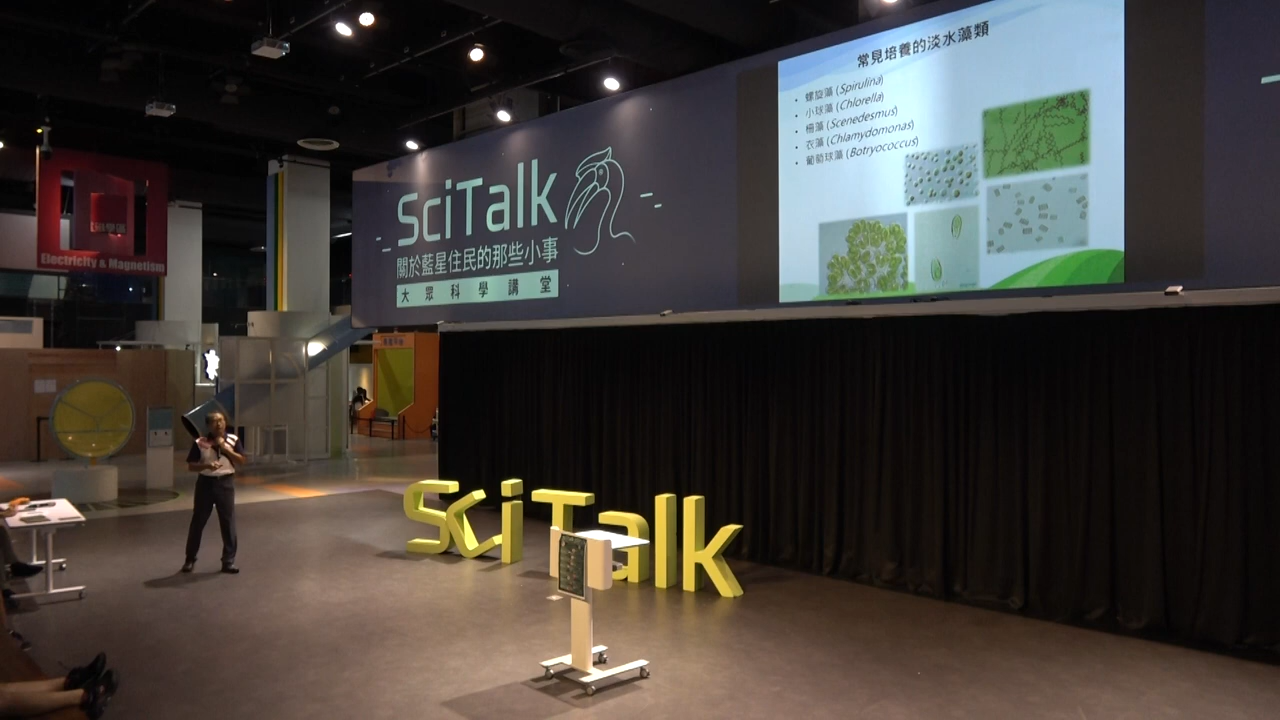 常見培養的淡水藻類
• 螺旋藻 (Spirulina)
• 小球藻 (Chlorella)
• 柵藻 (Scenedesmus)
• 衣藻 (Chlamydomonas)
• 葡萄球藻 (Botryococcus)
SciTalk
關於藍星住民的那些小事
大眾科學講堂
Electricity & Magnetism
SciTalk